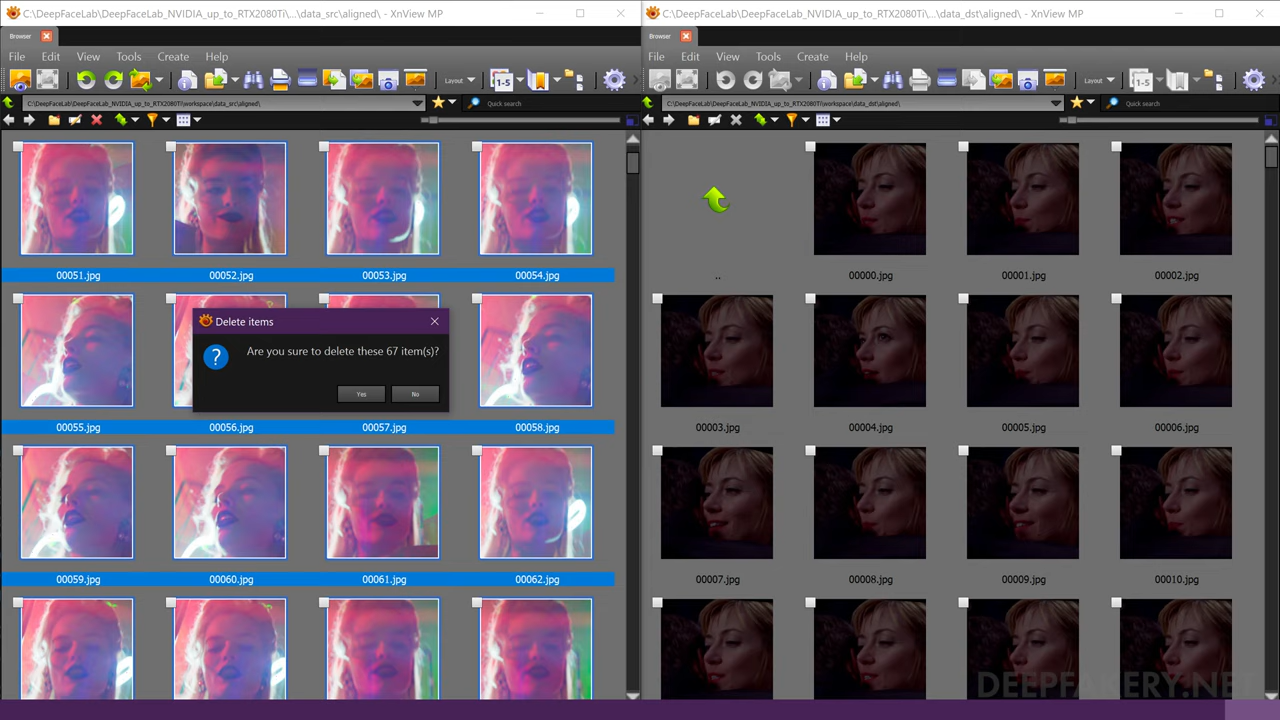 C:\DeepFaceLab\DeepFaceLab_NVIDIA_up_to_RTX2080Ti\...\data_src\aligned\ - XnView MP
Browser
File Edit View Tools Create Help
Layout
1-5
C:\DeepFaceLab\DeepFaceLab_NVIDIA_up_to_RTX2080Ti\workspace\data_src\aligned\
Quick search
00051.jpg 00052.jpg 00053.jpg 00054.jpg
Delete items
Are you sure to delete these 67 item(s)?
Yes No
00055.jpg 00056.jpg 00057.jpg 00058.jpg
00059.jpg 00060.jpg 00061.jpg 00062.jpg
C:\DeepFaceLab\DeepFaceLab_NVIDIA_up_to_RTX2080Ti\...\data_dst\aligned\ - XnView MP
Browser
File Edit View Tools Create Help
Layout
1-5
C:\DeepFaceLab\DeepFaceLab_NVIDIA_up_to_RTX2080Ti\workspace\data_dst\aligned\
Quick search
.. 00000.jpg 00001.jpg 00002.jpg
00003.jpg 00004.jpg 00005.jpg 00006.jpg
00007.jpg 00008.jpg 00009.jpg 00010.jpg
DEEPFAKERY.NET